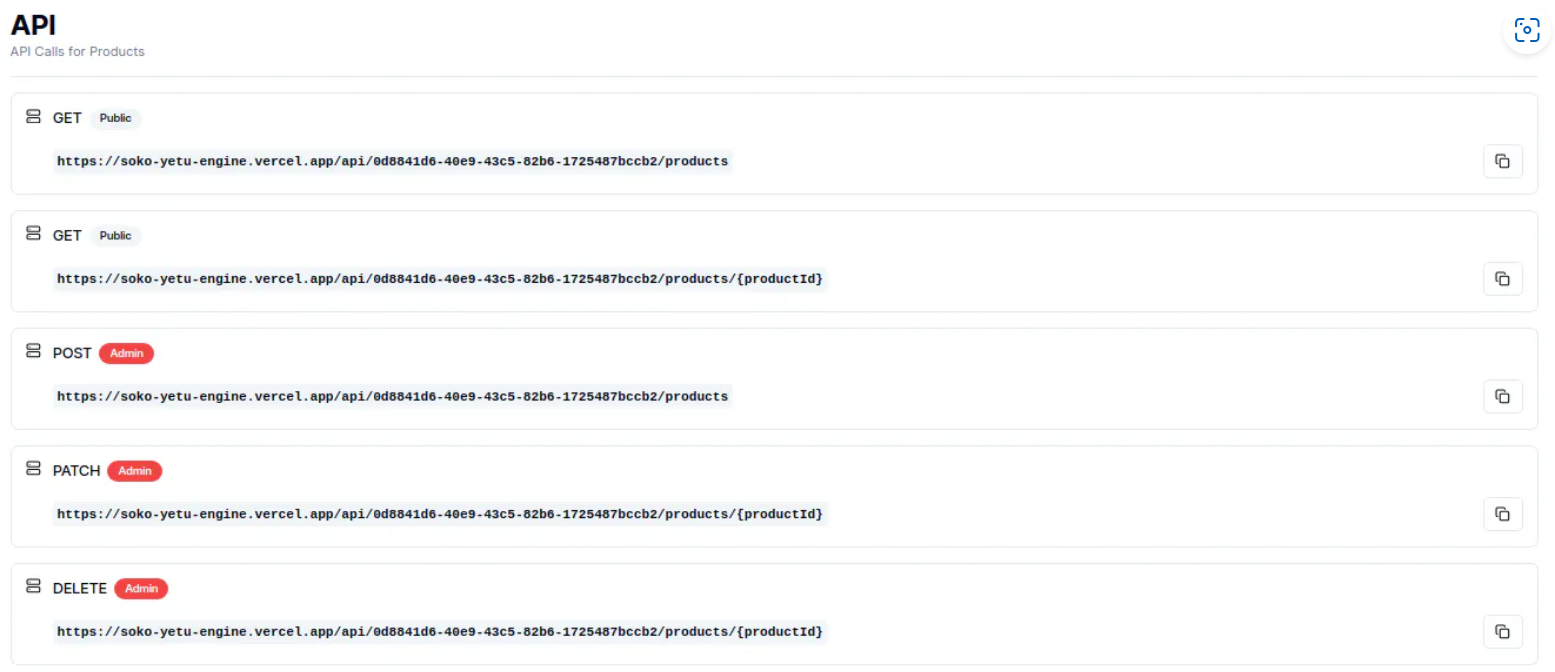 API
API Calls for Products
GET Public
https://soko-yetu-engine.vercel.app/api/0d8841d6-40e9-43c5-82b6-1725487bccb2/products
GET Public
https://soko-yetu-engine.vercel.app/api/0d8841d6-40e9-43c5-82b6-1725487bccb2/products/{productId}
POST Admin
https://soko-yetu-engine.vercel.app/api/0d8841d6-40e9-43c5-82b6-1725487bccb2/products
PATCH Admin
https://soko-yetu-engine.vercel.app/api/0d8841d6-40e9-43c5-82b6-1725487bccb2/products/{productId}
DELETE Admin
https://soko-yetu-engine.vercel.app/api/0d8841d6-40e9-43c5-82b6-1725487bccb2/products/{productId}